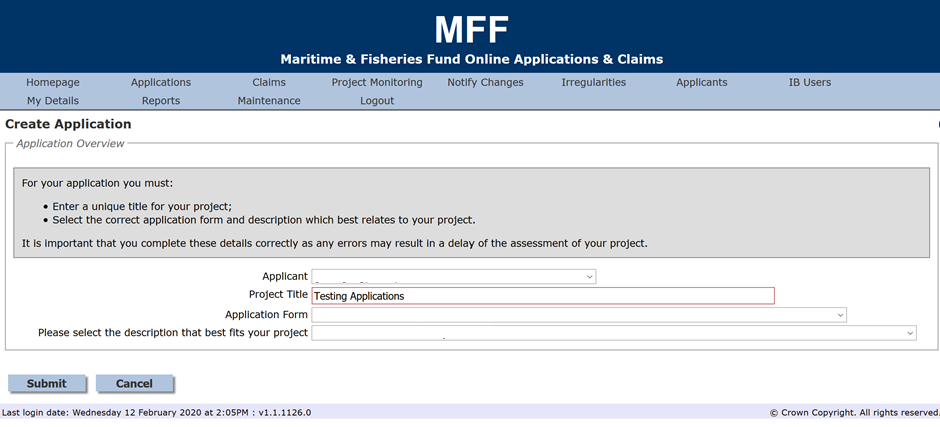 MFF
Maritime & Fisheries Fund Online Applications & Claims
Homepage Applications Claims Project Monitoring Notify Changes Irregularities Applicants IB Users
My Details Reports Maintenance Logout
Create Application
Application Overview
For your application you must:
• Enter a unique title for your project;
• Select the correct application form and description which best relates to your project.
It is important that you complete these details correctly as any errors may result in a delay of the assessment of your project.
Applicant
Project Title Testing Applications
Application Form
Please select the description that best fits your project
Submit Cancel
Last login date: Wednesday 12 February 2020 at 2:05PM : v1.1.1126.0 © Crown Copyright. All rights reserved.